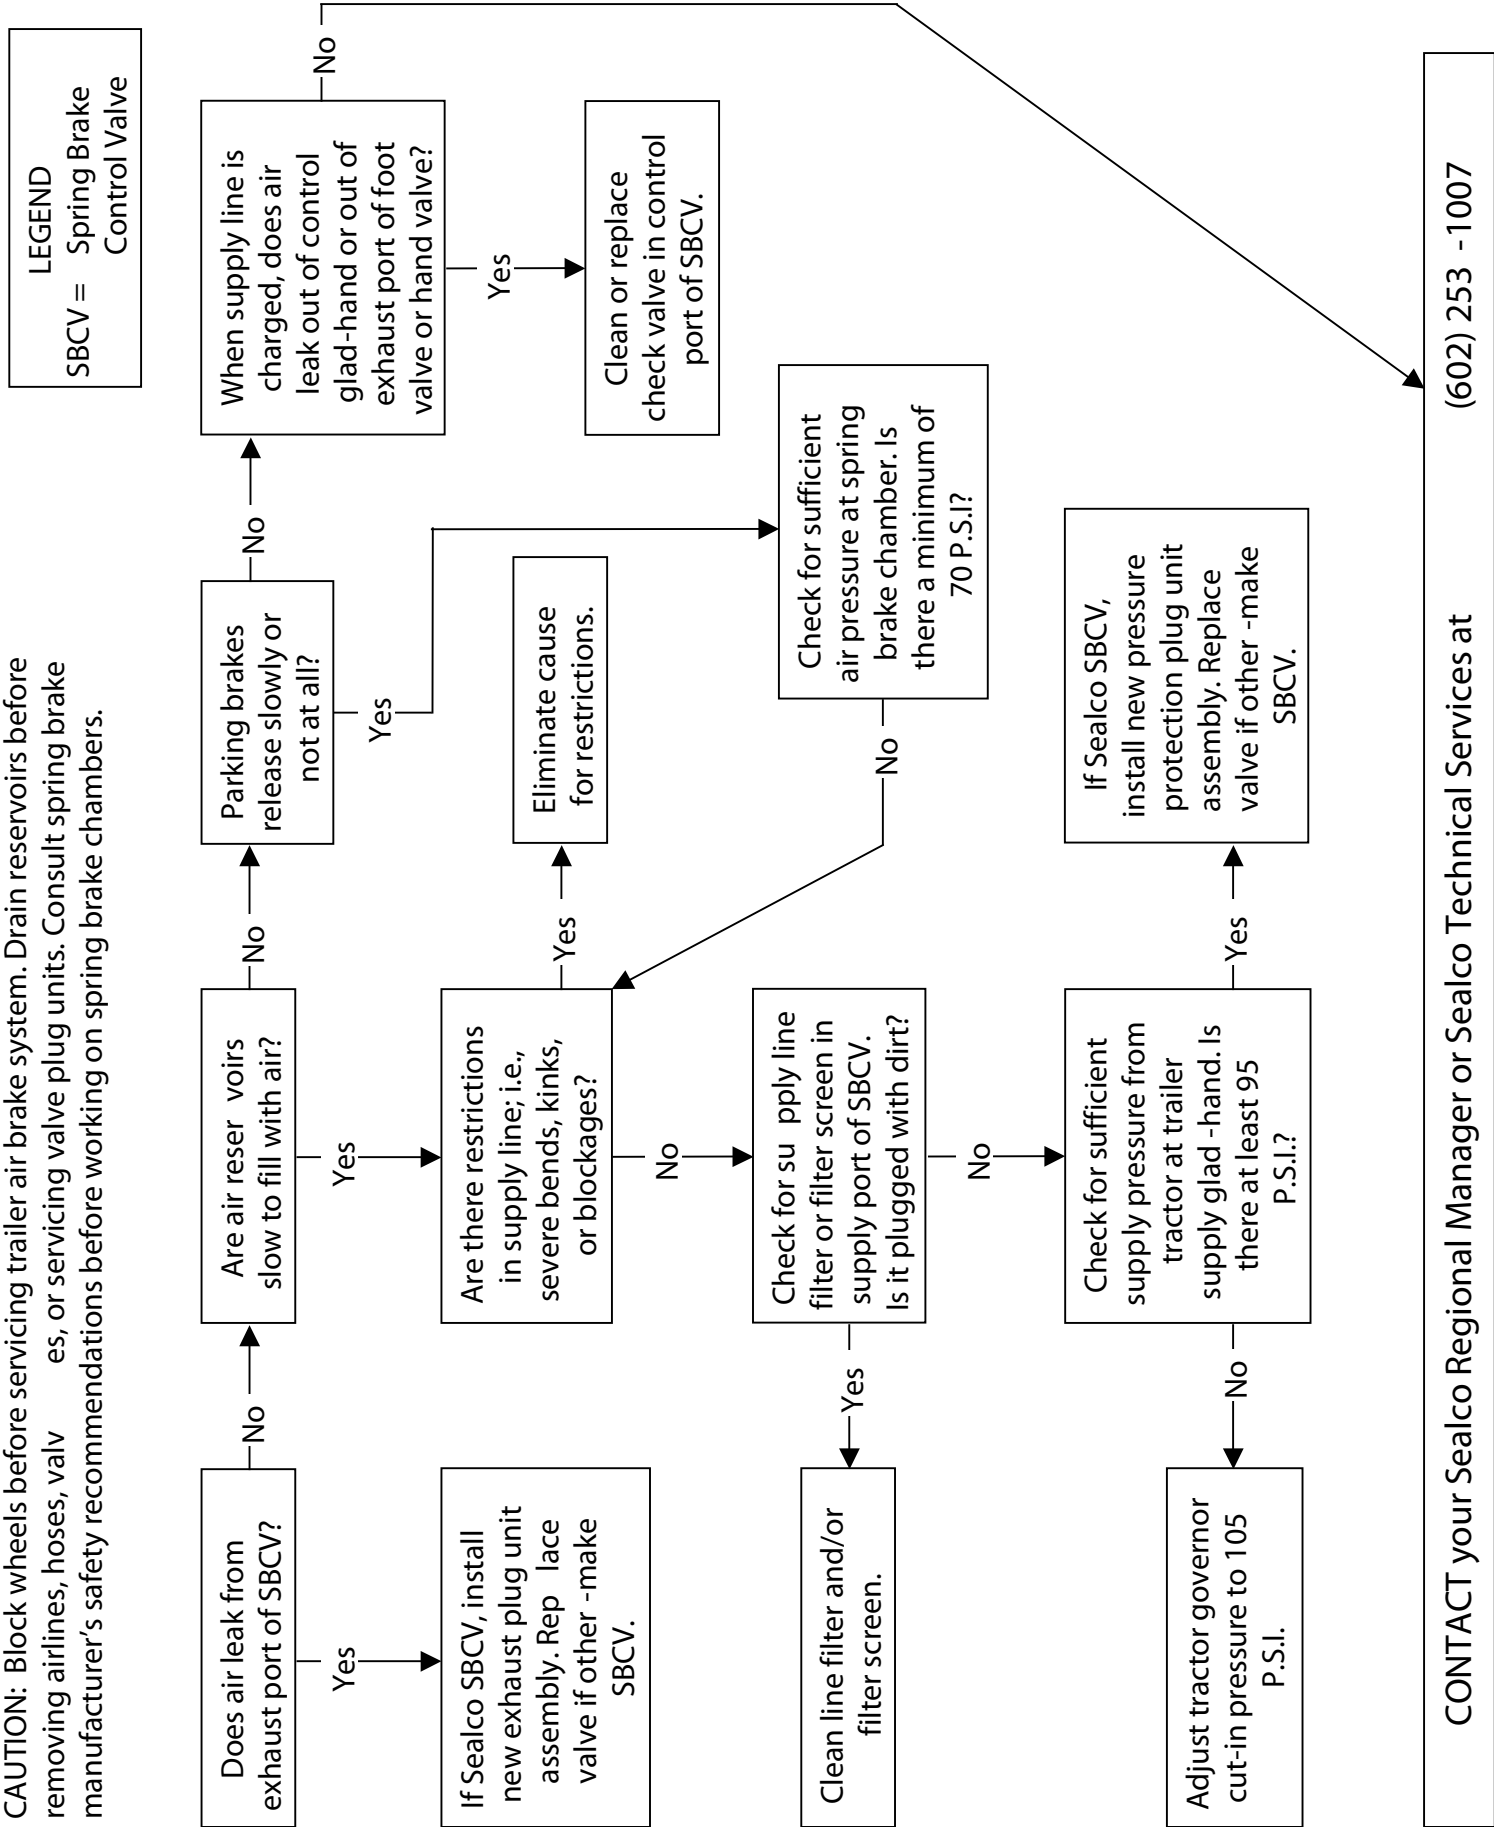 CAUTION: Block wheels before servicing trailer air brake system. Drain reservoirs before
removing airlines, hoses, valv es, or servicing valve plug units. Consult spring brake
manufacturer's safety recommendations before working on spring brake chambers.
LEGEND
SBCV = Spring Brake
Control Valve
Does air leak from
exhaust port of SBCV?
No
Yes
Are air reser voirs
slow to fill with air?
No
Yes
Parking brakes
release slowly or
not at all?
No
Yes
When supply line is
charged, does air
leak out of control
glad-hand or out of
exhaust port of foot
valve or hand valve?
No
Yes
If Sealco SBCV, install
new exhaust plug unit
assembly. Rep lace
valve if other -make
SBCV.
Are there restrictions
in supply line; i.e.,
severe bends, kinks,
or blockages?
Yes
No
Eliminate cause
for restrictions.
Clean or replace
check valve in control
port of SBCV.
Check for sufficient
air pressure at spring
brake chamber. Is
there a minimum of
70 P.S.I?
No
Check for su pply line
filter or filter screen in
supply port of SBCV.
Is it plugged with dirt?
Yes
No
Clean line filter and/or
filter screen.
Check for sufficient
supply pressure from
tractor at trailer
supply glad -hand. Is
there at least 95
P.S.I.?
Yes
No
If Sealco SBCV,
install new pressure
protection plug unit
assembly. Replace
valve if other -make
SBCV.
Adjust tractor governor
cut-in pressure to 105
P.S.I.
CONTACT your Sealco Regional Manager or Sealco Technical Services at (602) 253 -1007